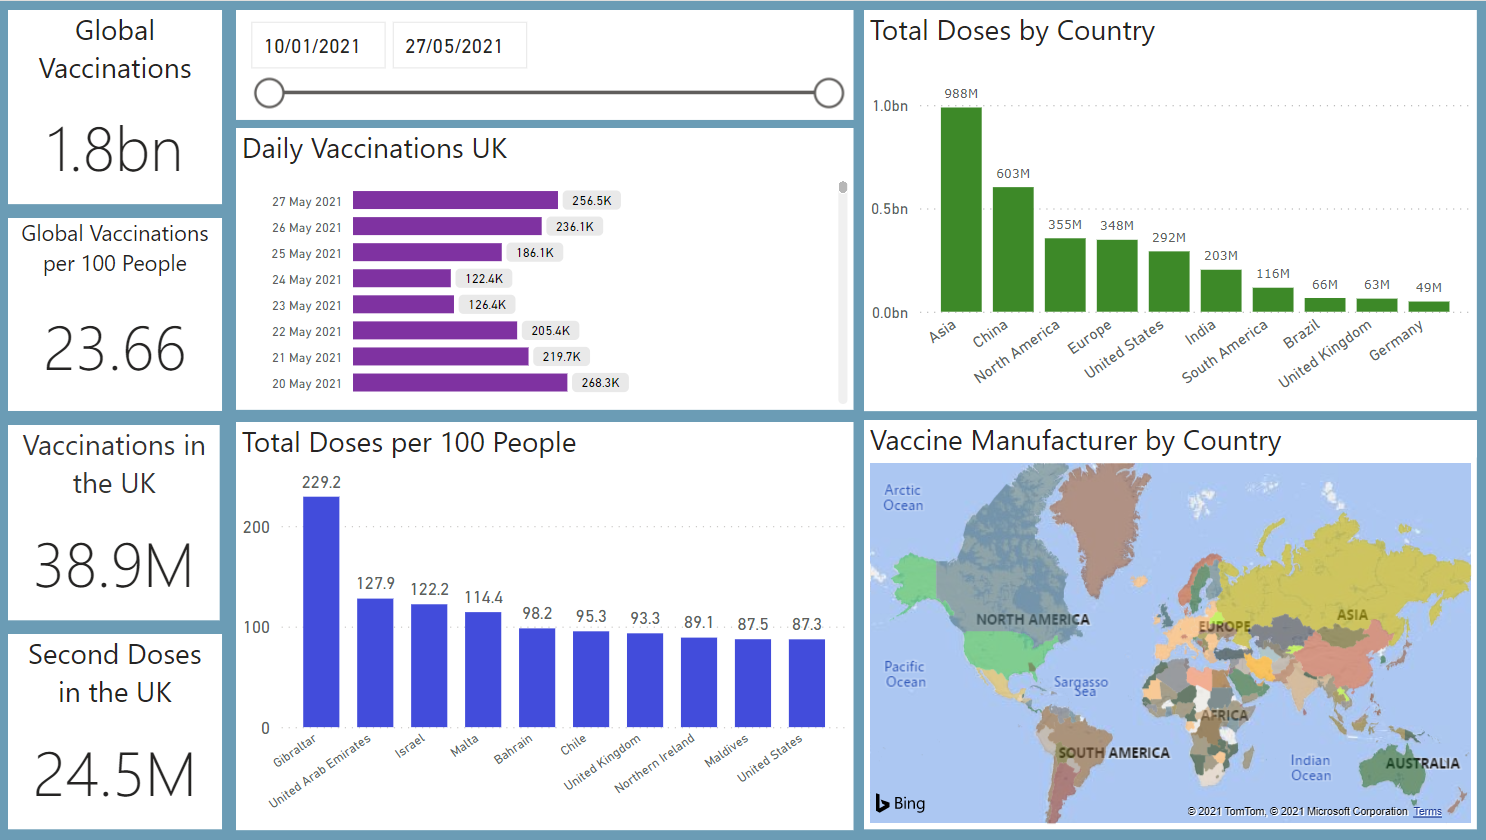 Global
Vaccinations
1.8bn
Global Vaccinations
per 100 People
23.66
Vaccinations in
the UK
38.9M
Second Doses
in the UK
24.5M
10/01/2021
27/05/2021
Daily Vaccinations UK
27 May 2021 256.5K
26 May 2021 236.1K
25 May 2021 186.1K
24 May 2021 122.4K
23 May 2021 126.4K
22 May 2021 205.4K
21 May 2021 219.7K
20 May 2021 268.3K
Total Doses per 100 People
200
100
0
229.2
127.9
122.2
114.4
98.2
95.3
93.3
89.1
87.5
87.3
Gibraltar
United Arab Emirates
Israel
Malta
Bahrain
Chile
United Kingdom
Northern Ireland
Maldives
United States
Total Doses by Country
1.0bn
0.5bn
0.0bn
988M
603M
355M
348M
292M
203M
116M
66M
63M
49M
Asia
China
North America
Europe
United States
India
South America
Brazil
United Kingdom
Germany
Vaccine Manufacturer by Country
Arctic
Ocean
NORTH AMERICA
EUROPE
ASIA
Pacific
Ocean
Sargasso
Sea
AFRICA
SOUTH AMERICA
Indian
Ocean
AUSTRALIA
Bing
© 2021 TomTom, © 2021 Microsoft Corporation Terms